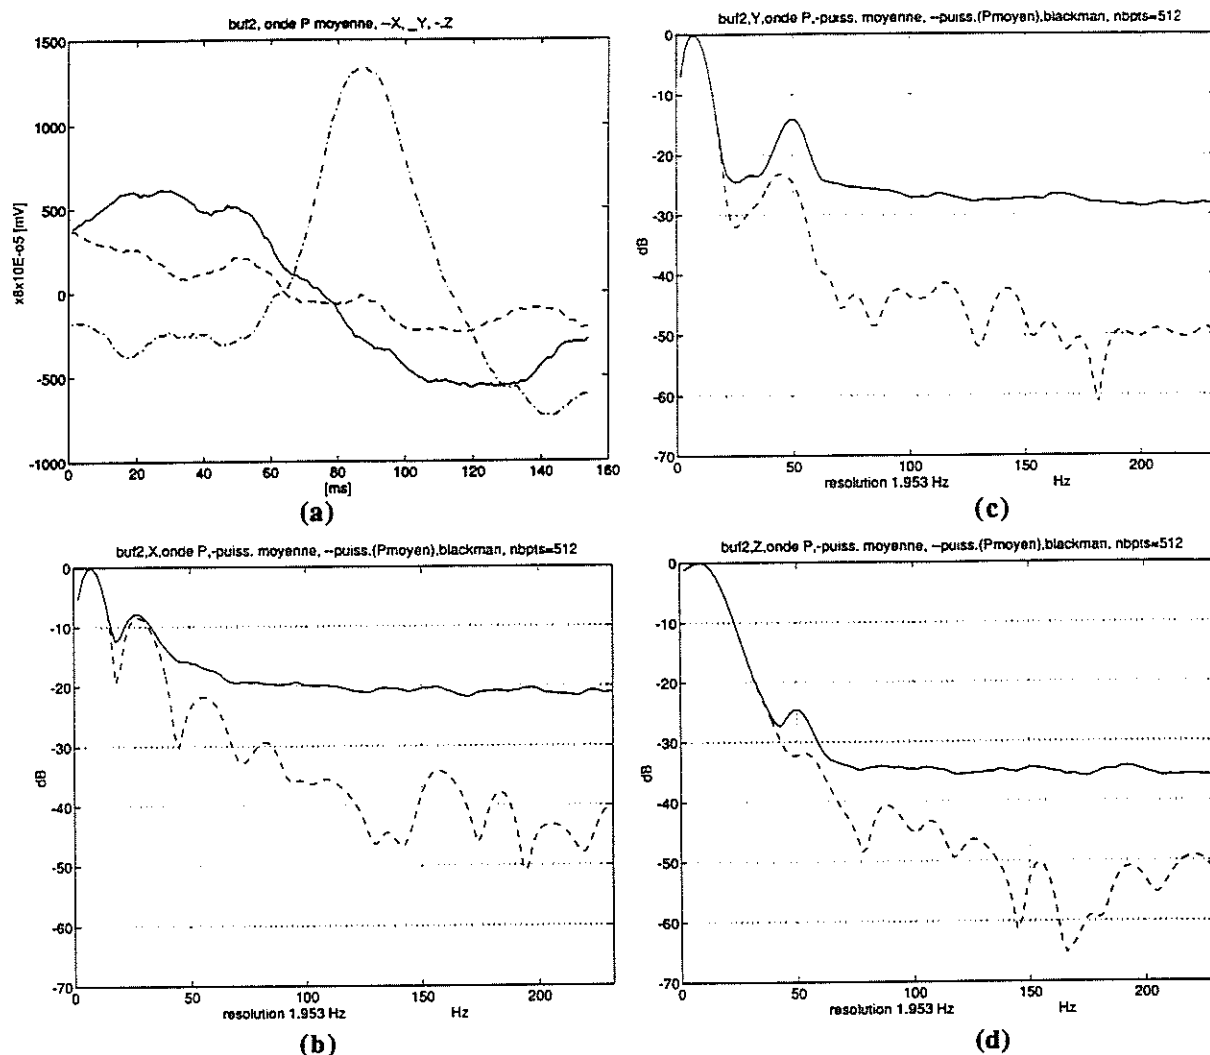 buf2, onde P moyenne, --X, _Y, -.Z
1500
1000
500
0
-500
-1000
x8x10E-o5 [mV]
0
20
40
60
80
100
120
140
160
[ms]
(a)
buf2,Y,onde P,-puiss. moyenne, --puiss.(Pmoyen),blackman, nbpts=512
0
-10
-20
-30
-40
-50
-60
-70
dB
0
50
100
150
200
resolution 1.953 Hz
Hz
(c)
buf2,X,onde P,-puiss. moyenne, --puiss.(Pmoyen),blackman, nbpts=512
0
-10
-20
-30
-40
-50
-60
-70
dB
0
50
100
150
200
resolution 1.953 Hz
Hz
(b)
buf2,Z,onde P,-puiss. moyenne, --puiss.(Pmoyen),blackman, nbpts=512
0
-10
-20
-30
-40
-50
-60
-70
dB
0
50
100
150
200
resolution 1.953 Hz
Hz
(d)